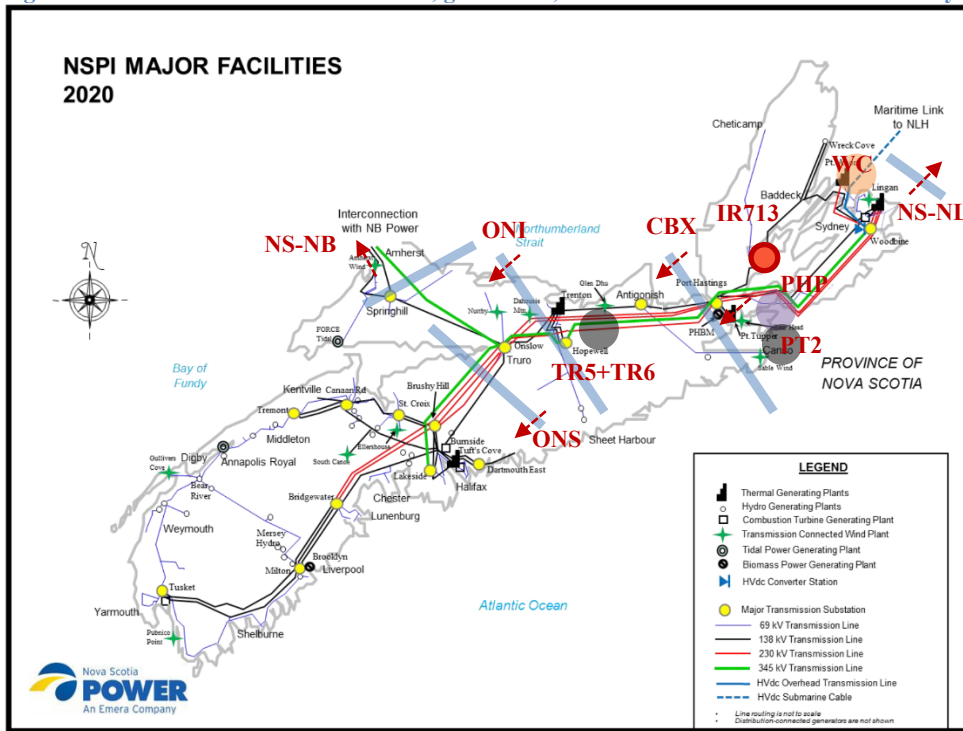 NSPI MAJOR FACILITIES
2020
Maritime Link
to NLH
Cheticamp
Wreck Cove
WC
Lingan
Baddeck
NS-NL
Sydney
Woodbine
IR713
Interconnection
with NB Power
NS-NB
Amherst
ONI
Northumberland
Strait
CBX
Glen Dhu
Port Hastings
PHP
Antigonish
Trenton
Dalhousie
Mtn
Nuttby
Springhill
PHBM
Pt. Tupper
Canso
PT2
Sable Wind
FORCE
Tidal
Onslow
Truro
Hopewell
TR5+TR6
PROVINCE OF
NOVA SCOTIA
Bay of
Fundy
Brushy Hill
Kentville
Canaan Rd
St. Croix
Tremont
ONS
Sheet Harbour
Middleton
Ellershouse
Burnside
Tuft's Cove
Digby
Annapolis Royal
South Canoe
Dartmouth East
Gullivers
Cove
Lakeside
Halifax
Bear
River
Chester
Bridgewater
Lunenburg
Weymouth
Mersey
Hydro
Brooklyn
Milton
Liverpool
Tusket
Yarmouth
Atlantic Ocean
Shelburne
Pubnico
Point
N
LEGEND
Thermal Generating Plants
Hydro Generating Plants
Combustion Turbine Generating Plant
Transmission Connected Wind Plant
Tidal Power Generating Plant
Biomass Power Generating Plant
HVdc Converter Station
Major Transmission Substation
69 kV Transmission Line
138 kV Transmission Line
230 kV Transmission Line
345 kV Transmission Line
HVdc Overhead Transmission Line
HVdc Submarine Cable
• Line routing is not to scale
• Distribution-connected generators are not shown
Nova Scotia
POWER
An Emera Company